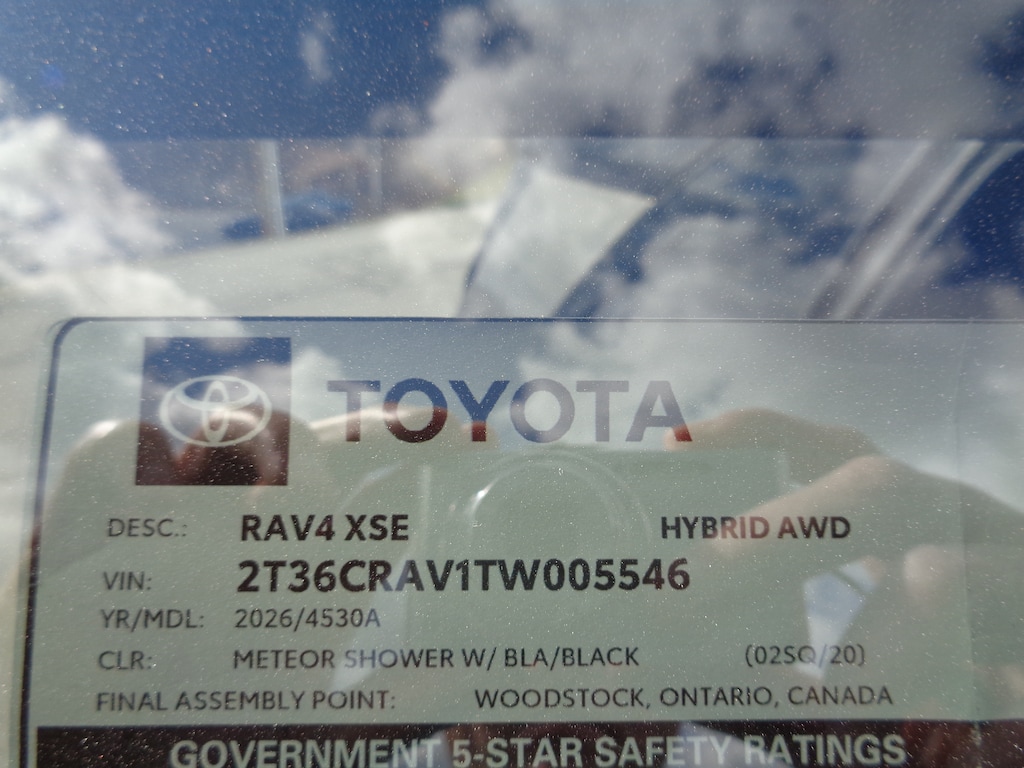 TOYOTA
DESC.: RAV4 XSE HYBRID AWD
VIN: 2T36CRAV1TW005546
YR/MDL: 2026/4530A
CLR: METEOR SHOWER W/ BLA/BLACK (02SQ/20)
FINAL ASSEMBLY POINT: WOODSTOCK, ONTARIO, CANADA
GOVERNMENT 5-STAR SAFETY RATINGS